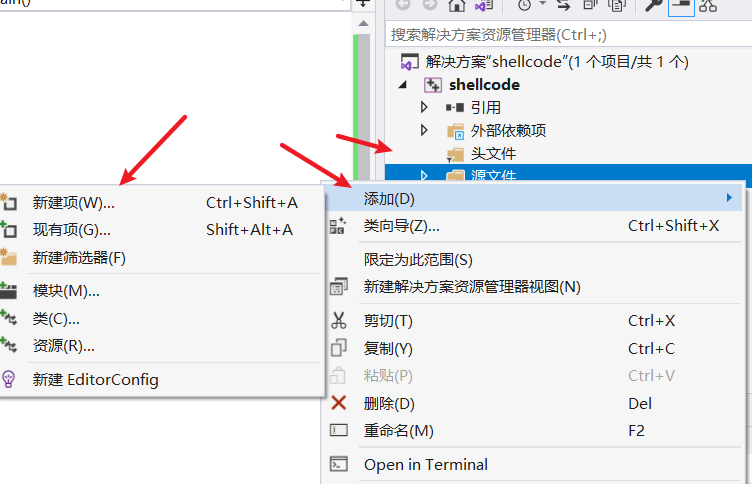 ain()
搜索解决方案资源管理器(Ctrl+;)
解决方案"shellcode"(1 个项目/共 1 个)
shellcode
引用
外部依赖项
头文件
源文件
添加(D)
类向导(Z)... Ctrl+Shift+X
限定为此范围(S)
新建解决方案资源管理器视图(N)
剪切(T) Ctrl+X
复制(Y) Ctrl+C
粘贴(P) Ctrl+V
删除(D) Del
重命名(M) F2
Open in Terminal
新建项(W)... Ctrl+Shift+A
现有项(G)... Shift+Alt+A
新建筛选器(F)
模块(M)...
类(C)...
资源(R)...
新建 EditorConfig